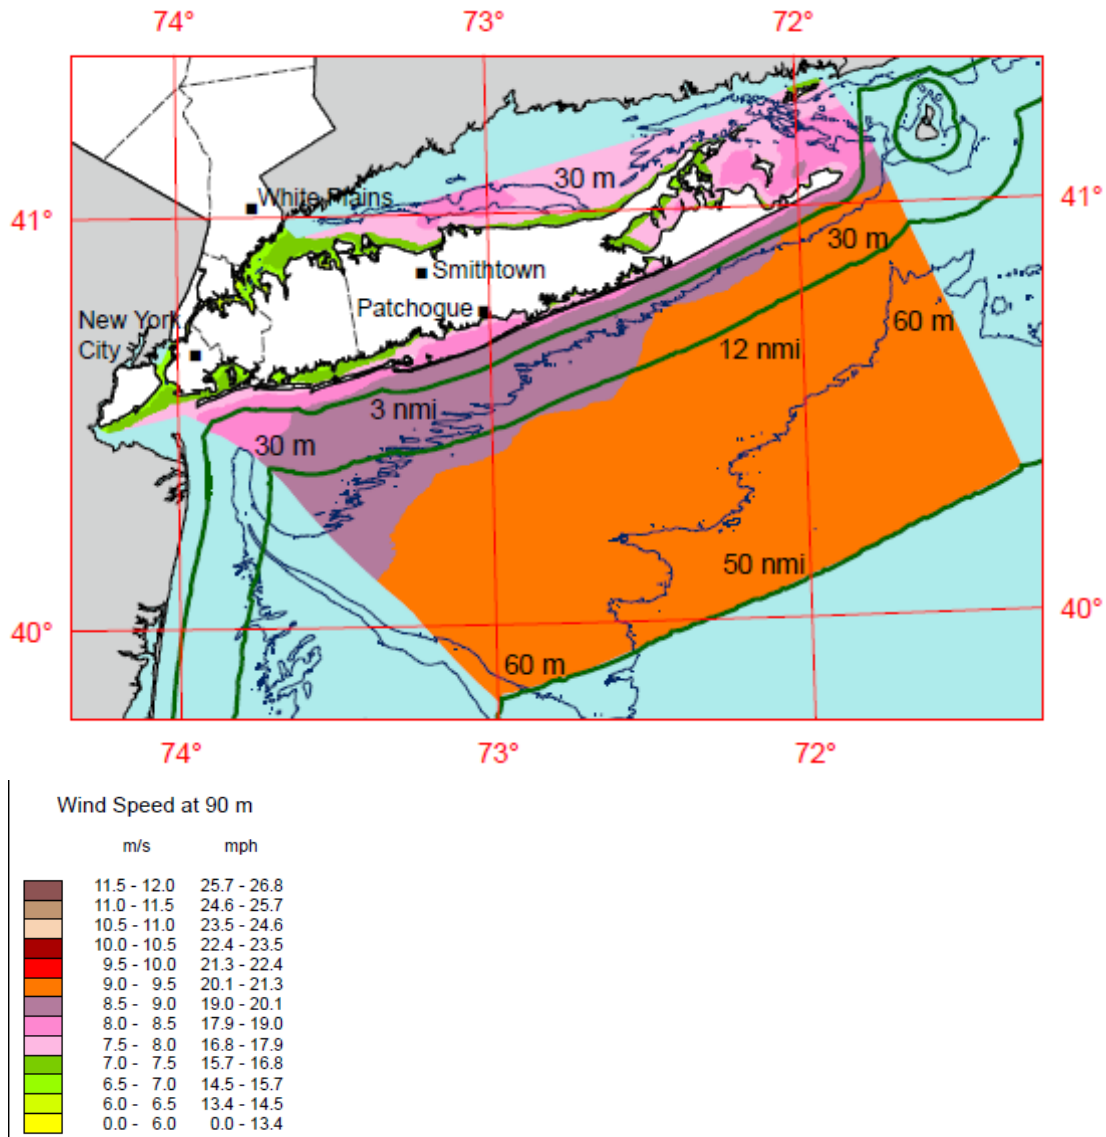 74° 73° 72°
30 m
White Plains
41° 41°
30 m
Smithtown
Patchogue
New York
City
60 m
12 nmi
3 nmi
30 m
50 nmi
40° 40°
60 m
74° 73° 72°
Wind Speed at 90 m
m/s mph
11.5 - 12.0 25.7 - 26.8
11.0 - 11.5 24.6 - 25.7
10.5 - 11.0 23.5 - 24.6
10.0 - 10.5 22.4 - 23.5
9.5 - 10.0 21.3 - 22.4
9.0 - 9.5 20.1 - 21.3
8.5 - 9.0 19.0 - 20.1
8.0 - 8.5 17.9 - 19.0
7.5 - 8.0 16.8 - 17.9
7.0 - 7.5 15.7 - 16.8
6.5 - 7.0 14.5 - 15.7
6.0 - 6.5 13.4 - 14.5
0.0 - 6.0 0.0 - 13.4